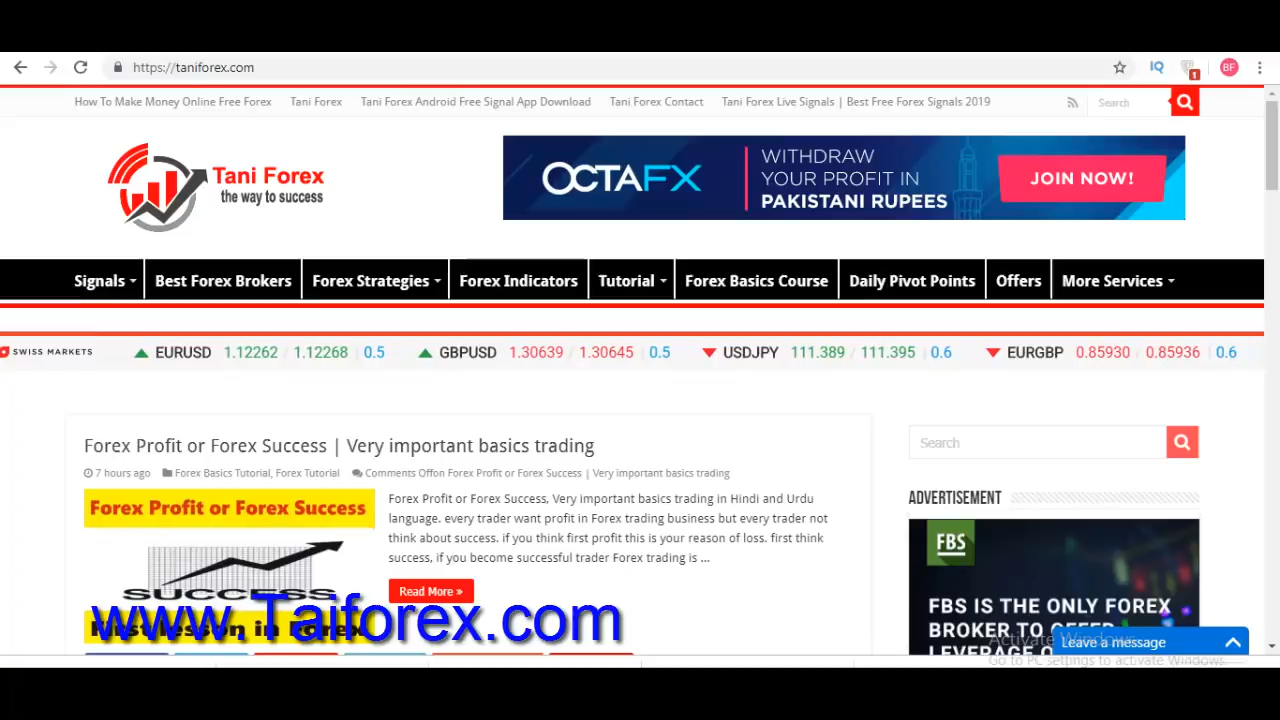 https://taniforex.com
IQ
1
BF
How To Make Money Online Free Forex Tani Forex Tani Forex Android Free Signal App Download Tani Forex Contact Tani Forex Live Signals | Best Free Forex Signals 2019 Search
Tani Forex
the way to success
OCTAFX
WITHDRAW
YOUR PROFIT IN
PAKISTANI RUPEES
JOIN NOW!
Signals Best Forex Brokers Forex Strategies Forex Indicators Tutorial Forex Basics Course Daily Pivot Points Offers More Services
SWISS MARKETS EURUSD 1.12262 / 1.12268 | 0.5 GBPUSD 1.30639 / 1.30645 | 0.5 USDJPY 111.389 / 111.395 | 0.6 EURGBP 0.85930 / 0.85936 | 0.6
Forex Profit or Forex Success | Very important basics trading
7 hours ago Forex Basics Tutorial, Forex Tutorial Comments Offon Forex Profit or Forex Success | Very important basics trading
Forex Profit or Forex Success
SUCCESS
First lesson in Forex
Forex Profit or Forex Success, Very important basics trading in Hindi and Urdu
language. every trader want profit in Forex trading business but every trader not
think about success. if you think first profit this is your reason of loss. first think
success, if you become successful trader Forex trading is ...
Read More »
www.Taiforex.com
Search
ADVERTISEMENT
FBS
FBS IS THE ONLY FOREX
BROKER TO OFFER
LEVERAGE
Activate Windows
Go to PC settings to activate Windows.
Leave a message